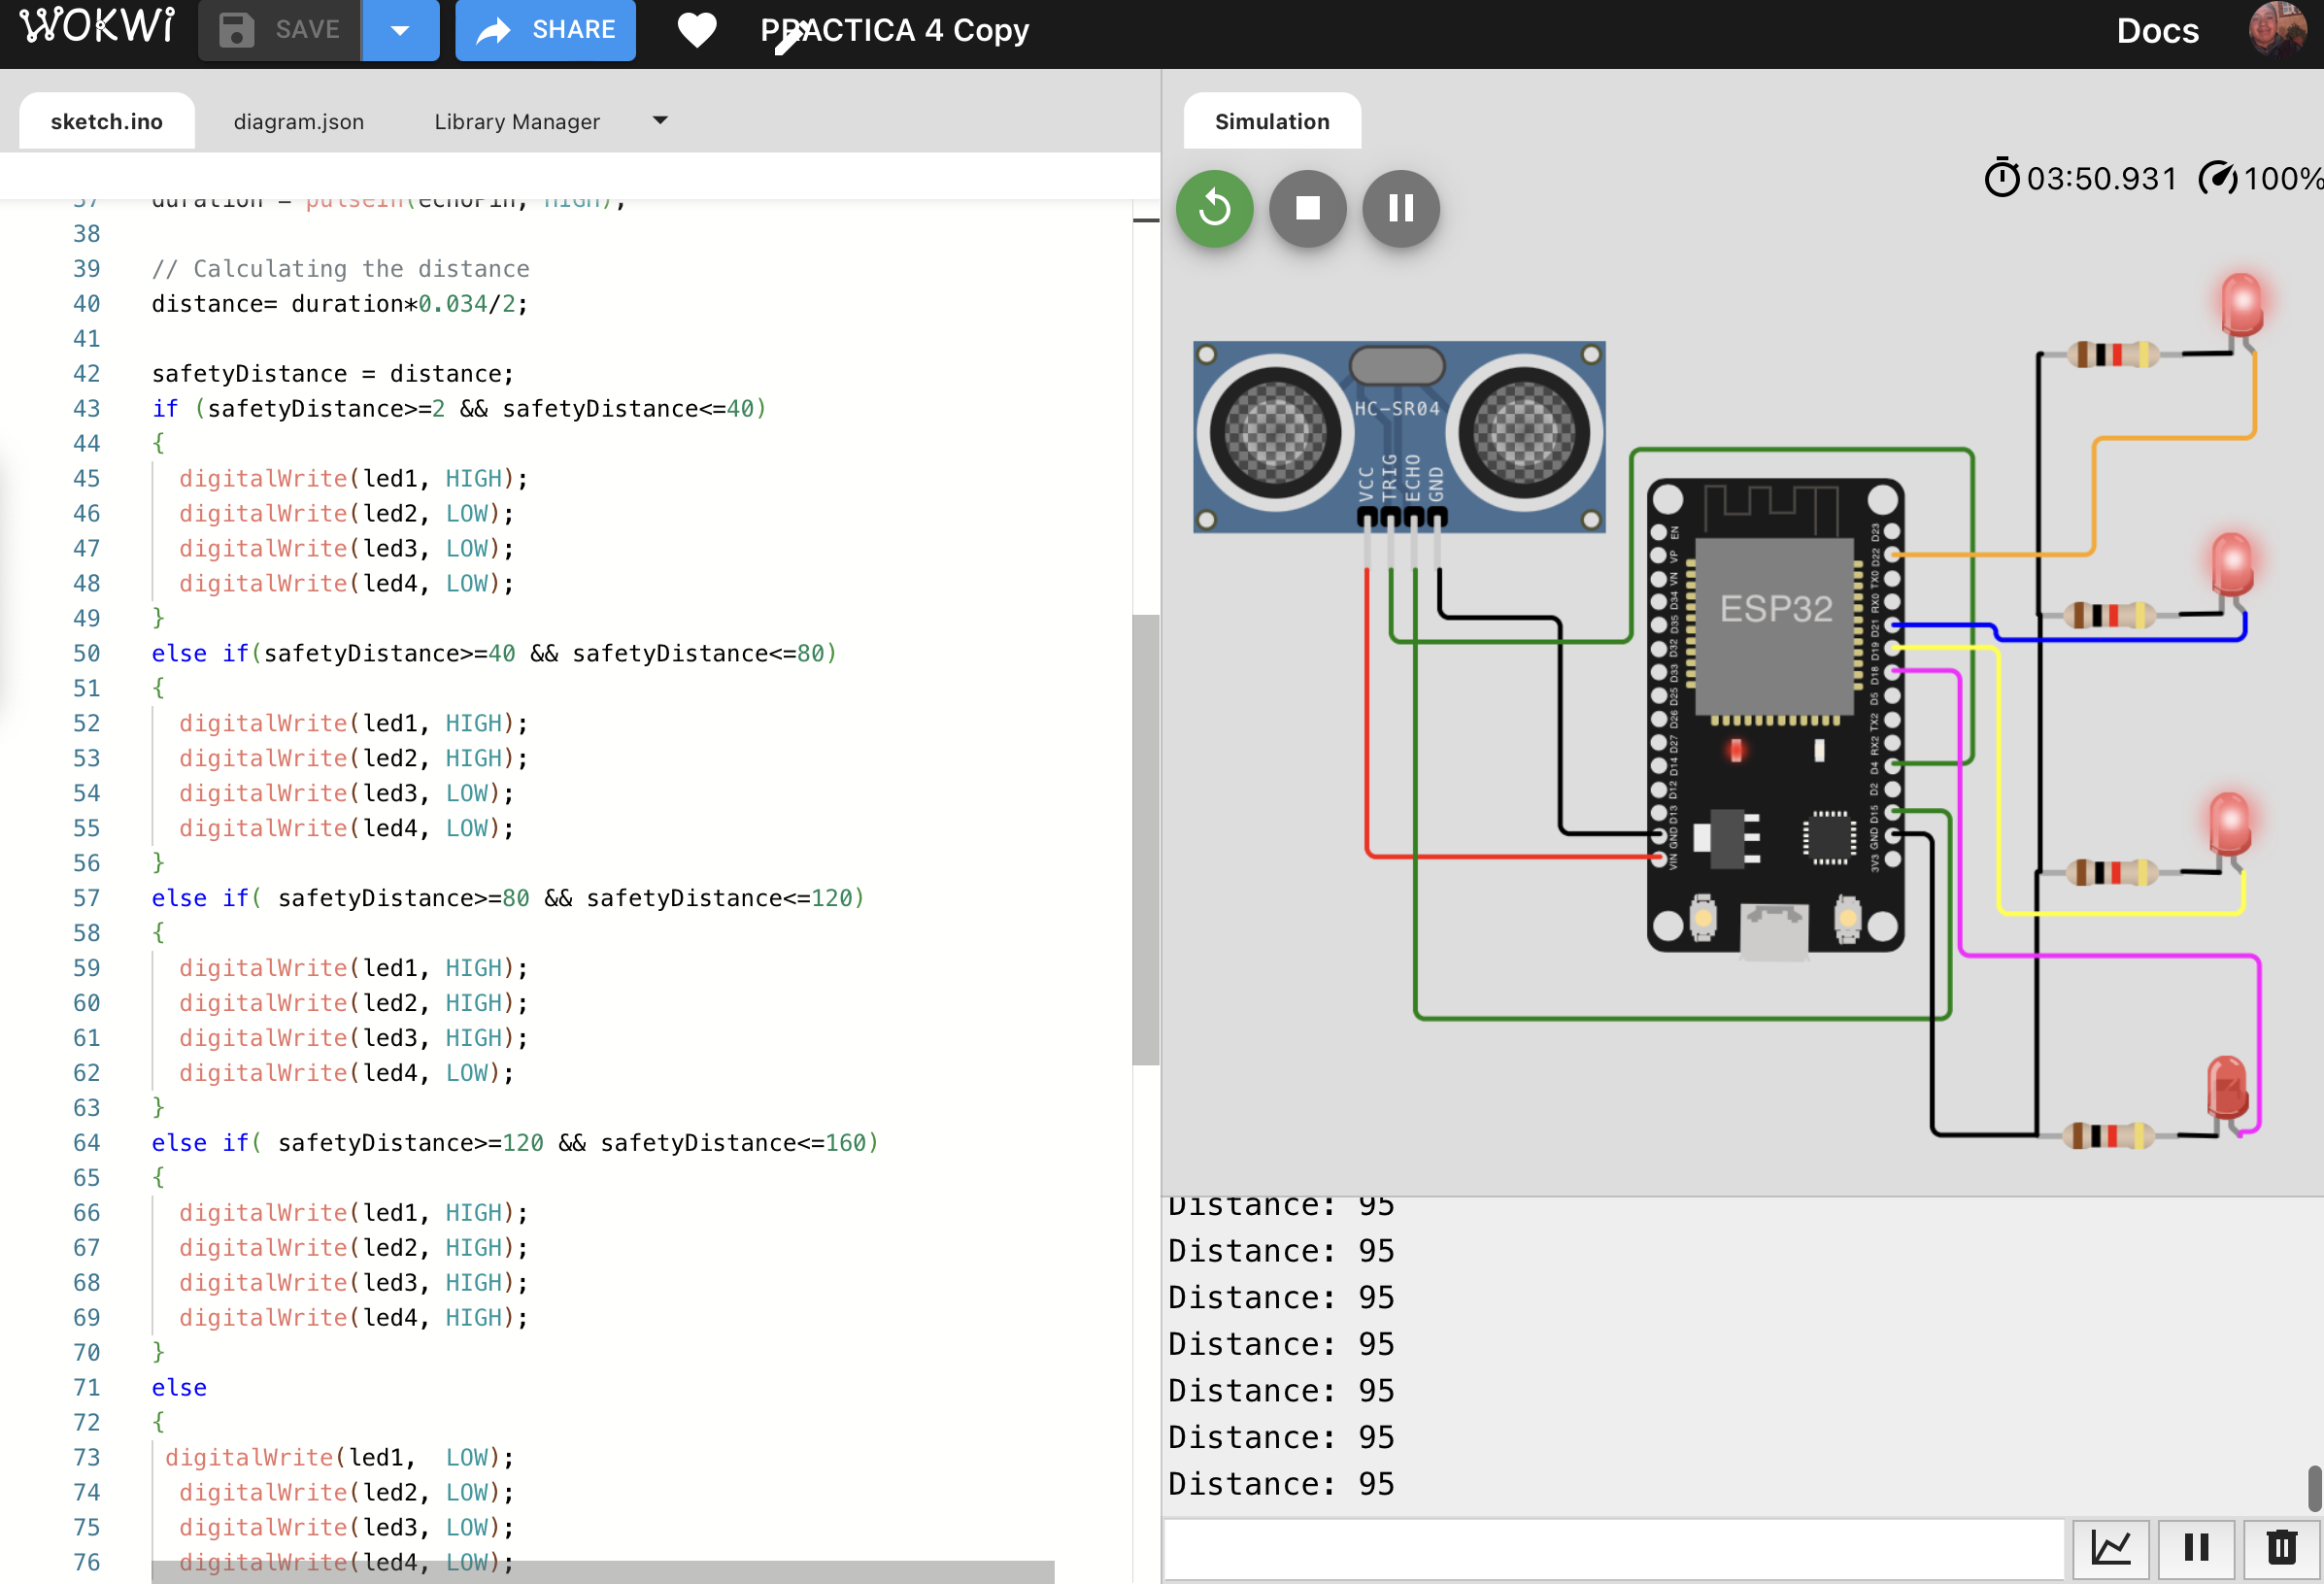 WOKWI SAVE SHARE PRACTICA 4 Copy Docs
sketch.ino diagram.json Library Manager
37 duration = pulseIn(echoPin, HIGH);
38
39 // Calculating the distance
40 distance= duration*0.034/2;
41
42 safetyDistance = distance;
43 if (safetyDistance>=2 && safetyDistance<=40)
44 {
45 digitalWrite(led1, HIGH);
46 digitalWrite(led2, LOW);
47 digitalWrite(led3, LOW);
48 digitalWrite(led4, LOW);
49 }
50 else if(safetyDistance>=40 && safetyDistance<=80)
51 {
52 digitalWrite(led1, HIGH);
53 digitalWrite(led2, HIGH);
54 digitalWrite(led3, LOW);
55 digitalWrite(led4, LOW);
56 }
57 else if( safetyDistance>=80 && safetyDistance<=120)
58 {
59 digitalWrite(led1, HIGH);
60 digitalWrite(led2, HIGH);
61 digitalWrite(led3, HIGH);
62 digitalWrite(led4, LOW);
63 }
64 else if( safetyDistance>=120 && safetyDistance<=160)
65 {
66 digitalWrite(led1, HIGH);
67 digitalWrite(led2, HIGH);
68 digitalWrite(led3, HIGH);
69 digitalWrite(led4, HIGH);
70 }
71 else
72 {
73 digitalWrite(led1,  LOW);
74 digitalWrite(led2, LOW);
75 digitalWrite(led3, LOW);
76 digitalWrite(led4, LOW);
Simulation
03:50.931 100%
HC-SR04
VCC
TRIG
ECHO
GND
ESP32
EN
VP
VN
D34
D35
D32
D33
D25
D26
D27
D14
D12
D13
GND
VIN
D23
D22
TX0
RX0
D21
D19
D18
D5
TX2
RX2
D4
D2
D15
GND
3V3
Distance: 95
Distance: 95
Distance: 95
Distance: 95
Distance: 95
Distance: 95
Distance: 95